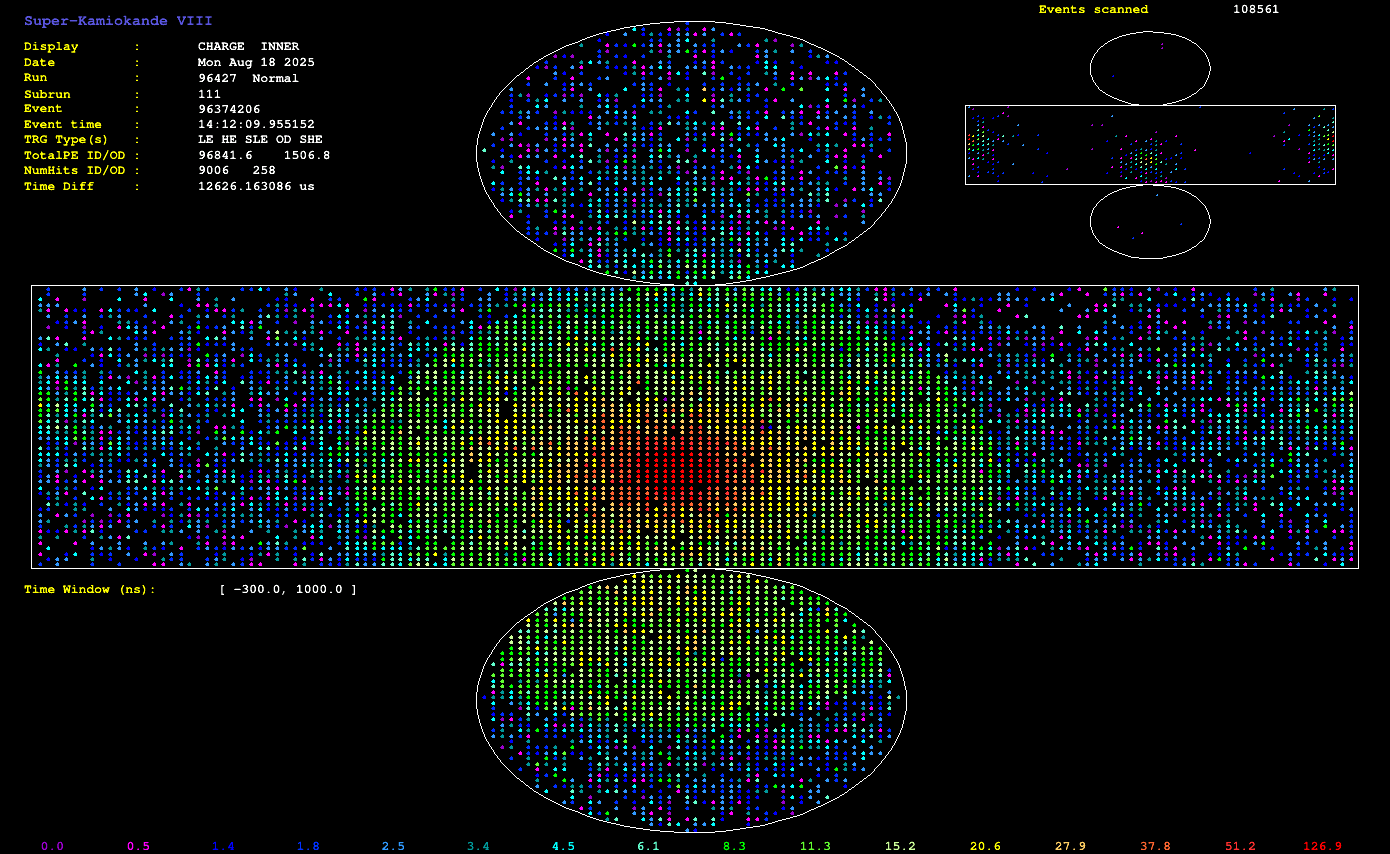 Super-Kamiokande VIII
Events scanned 108561
Display : CHARGE INNER
Date : Mon Aug 18 2025
Run : 96427 Normal
Subrun : 111
Event : 96374206
Event time : 14:12:09.955152
TRG Type(s) : LE HE SLE OD SHE
TotalPE ID/OD : 96841.6 1506.8
NumHits ID/OD : 9006 258
Time Diff : 12626.163086 us
Time Window (ns): [ -300.0, 1000.0 ]
0.0 0.5 1.4 1.8 2.5 3.4 4.5 6.1 8.3 11.3 15.2 20.6 27.9 37.8 51.2 126.9